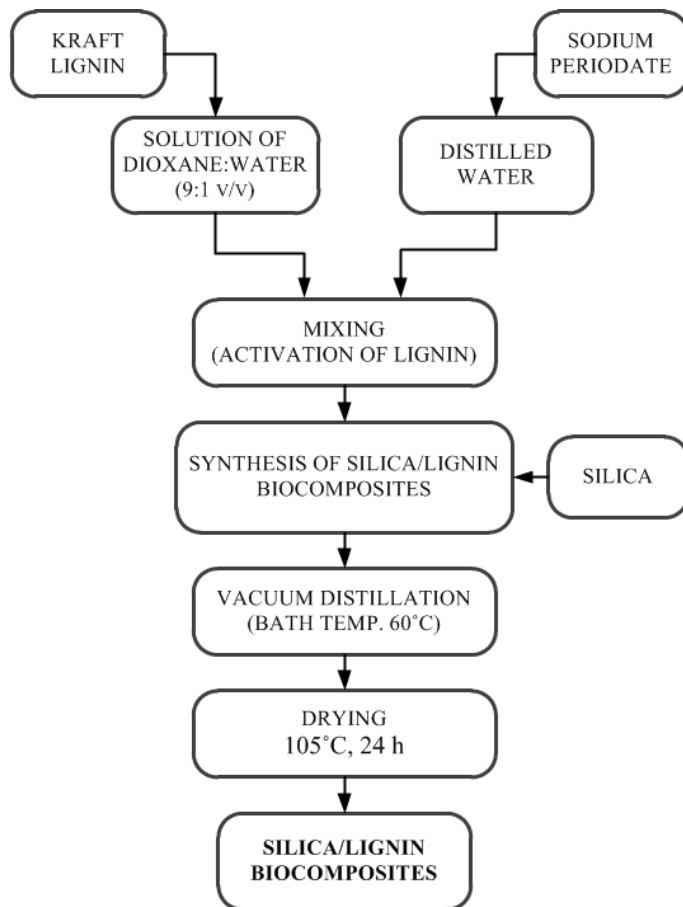 KRAFT
LIGNIN
SODIUM
PERIODATE
SOLUTION OF
DIOXANE:WATER
(9:1 V/V)
DISTILLED
WATER
MIXING
(ACTIVATION OF LIGNIN)
SYNTHESIS OF SILICA/LIGNIN
BIOCOMPOSITES
SILICA
VACUUM DISTILLATION
(BATH TEMP. 60˚C)
DRYING
105˚C, 24 h
SILICA/LIGNIN
BIOCOMPOSITES